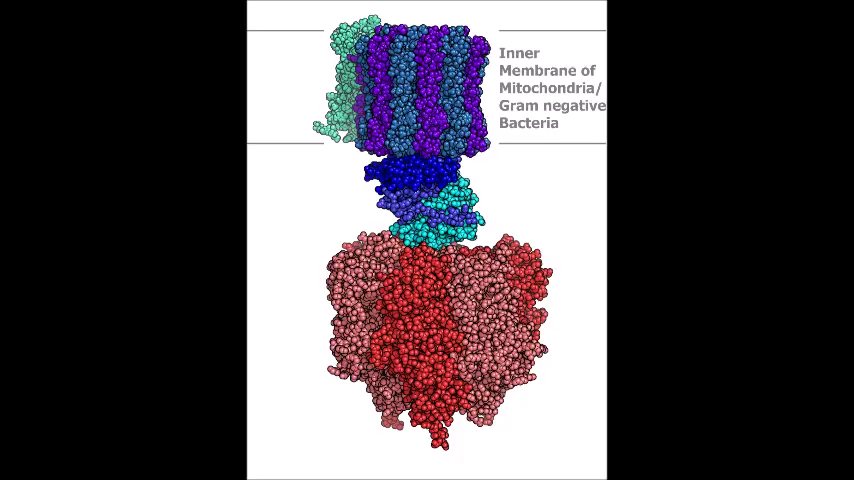 Inner
Membrane of
Mitochondria/
Gram negative
Bacteria